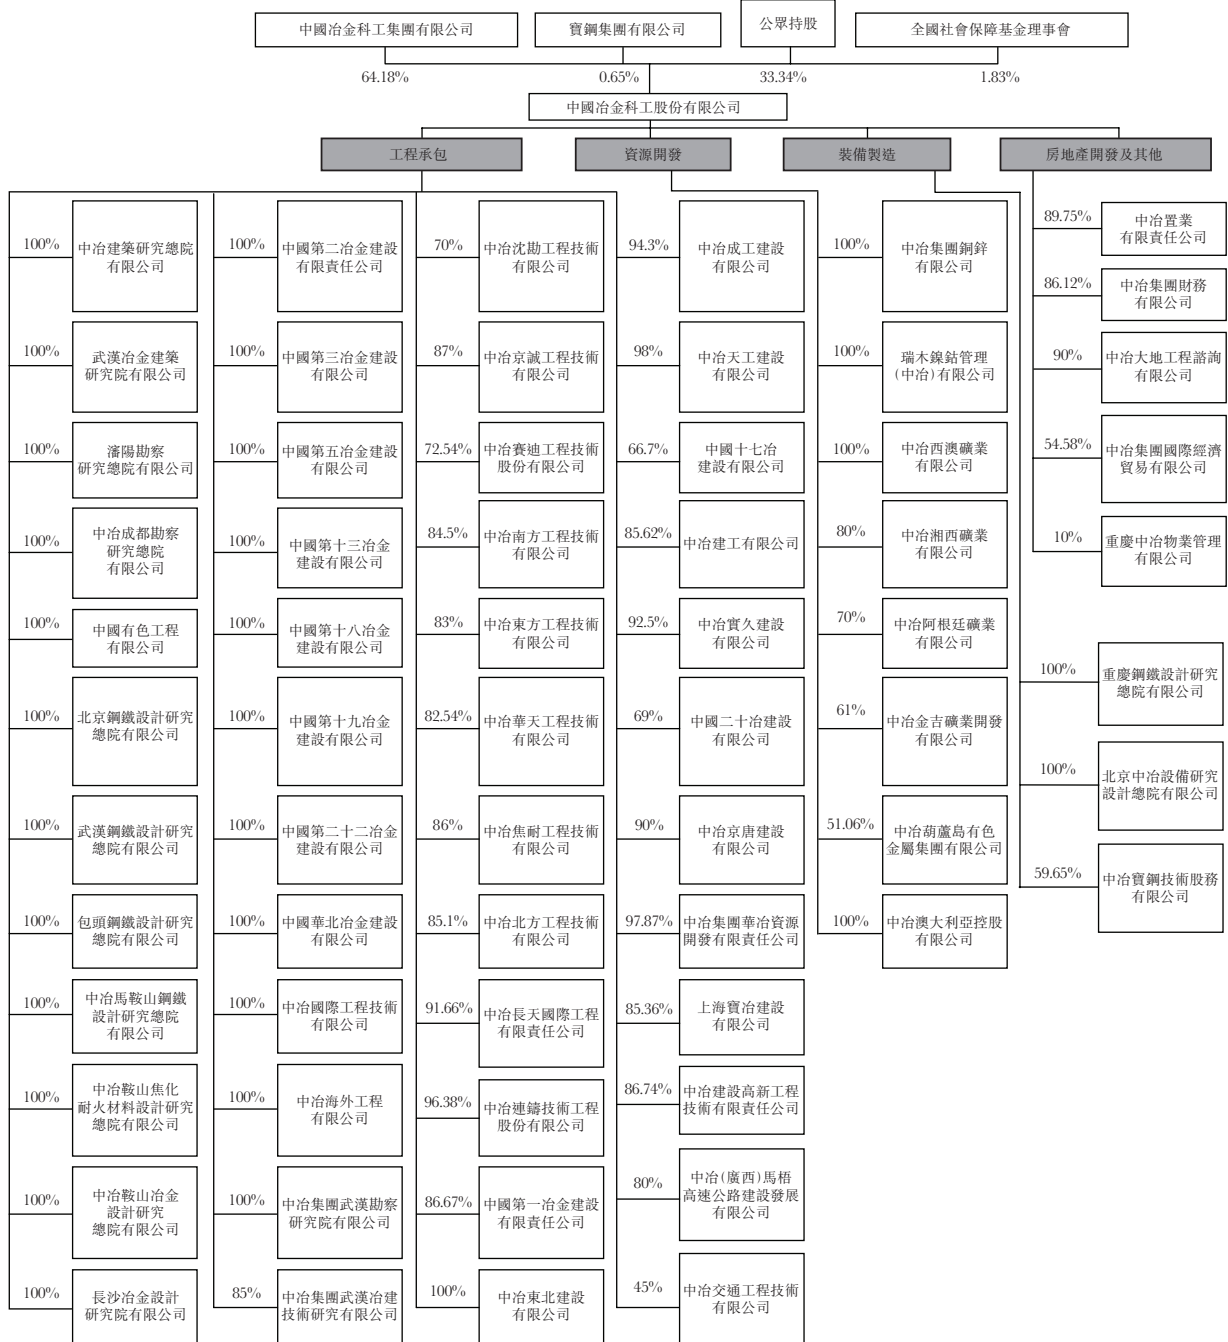 中國冶金科工集團有限公司
寶鋼集團有限公司
公眾持股
全國社會保障基金理事會
64.18%
0.65%
33.34%
1.83%
中國冶金科工股份有限公司
工程承包
資源開發
裝備製造
房地產開發及其他
100%
中冶建築研究總院
有限公司
100%
武漢冶金建築
研究院有限公司
100%
瀋陽勘察
研究總院有限公司
100%
中冶成都勘察
研究總院
有限公司
100%
中國有色工程
有限公司
100%
北京鋼鐵設計研究
總院有限公司
100%
武漢鋼鐵設計研究
總院有限公司
100%
包頭鋼鐵設計研究
總院有限公司
100%
中冶馬鞍山鋼鐵
設計研究總院
有限公司
100%
中冶鞍山焦化
耐火材料設計研究
總院有限公司
100%
中冶鞍山冶金
設計研究
總院有限公司
100%
長沙冶金設計
研究院有限公司
100%
中國第二冶金建設
有限責任公司
100%
中國第三冶金建設
有限公司
100%
中國第五冶金建設
有限公司
100%
中國第十三冶金
建設有限公司
100%
中國第十八冶金
建設有限公司
100%
中國第十九冶金
建設有限公司
100%
中國第二十二冶金
建設有限公司
100%
中國華北冶金建設
有限公司
100%
中冶國際工程技術
有限公司
100%
中冶海外工程
有限公司
100%
中冶集團武漢勘察
研究院有限公司
85%
中冶集團武漢冶建
技術研究有限公司
70%
中冶沈勘工程技術
有限公司
87%
中冶京誠工程技術
有限公司
72.54%
中冶賽迪工程技術
股份有限公司
84.5%
中冶南方工程技術
有限公司
83%
中冶東方工程技術
有限公司
82.54%
中冶華天工程技術
有限公司
86%
中冶焦耐工程技術
有限公司
85.1%
中冶北方工程技術
有限公司
91.66%
中冶長天國際工程
有限責任公司
96.38%
中冶連鑄技術工程
股份有限公司
86.67%
中國第一冶金建設
有限責任公司
100%
中冶東北建設
有限公司
94.3%
中冶成工建設
有限公司
98%
中冶天工建設
有限公司
66.7%
中國十七冶
建設有限公司
85.62%
中冶建工有限公司
92.5%
中冶實久建設
有限公司
69%
中國二十冶建設
有限公司
90%
中冶京唐建設
有限公司
97.87%
中冶集團華冶資源
開發有限責任公司
85.36%
上海寶冶建設
有限公司
86.74%
中冶建設高新工程
技術有限責任公司
80%
中冶(廣西)馬梧
高速公路建設發展
有限公司
45%
中冶交通工程技術
有限公司
100%
中冶集團銅鋅
有限公司
100%
瑞木鎳鈷管理
(中冶)有限公司
100%
中冶西澳礦業
有限公司
80%
中冶湘西礦業
有限公司
70%
中冶阿根廷礦業
有限公司
61%
中冶金吉礦業開發
有限公司
51.06%
中冶葫蘆島有色
金屬集團有限公司
100%
中冶澳大利亞控股
有限公司
89.75%
中冶置業
有限責任公司
86.12%
中冶集團財務
有限公司
90%
中冶大地工程諮詢
有限公司
54.58%
中冶集團國際經濟
貿易有限公司
10%
重慶中冶物業管理
有限公司
100%
重慶鋼鐵設計研究
總院有限公司
100%
北京中冶設備研究
設計總院有限公司
59.65%
中冶寶鋼技術服務
有限公司